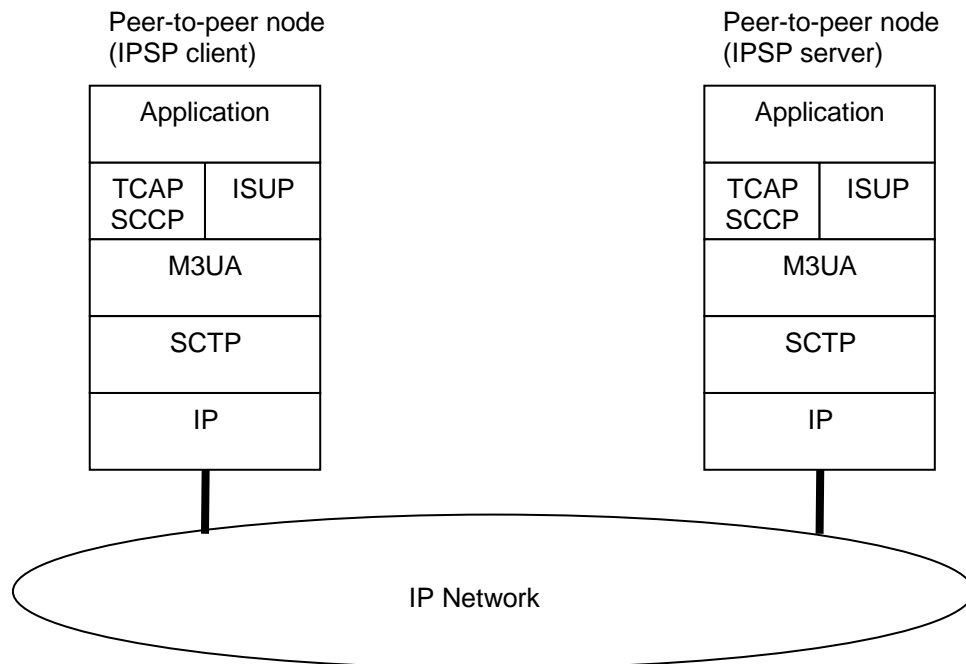 Peer-to-peer node
(IPSP client)
Peer-to-peer node
(IPSP server)
Application
TCAP
SCCP
ISUP
M3UA
SCTP
IP
Application
TCAP
SCCP
ISUP
M3UA
SCTP
IP
IP Network